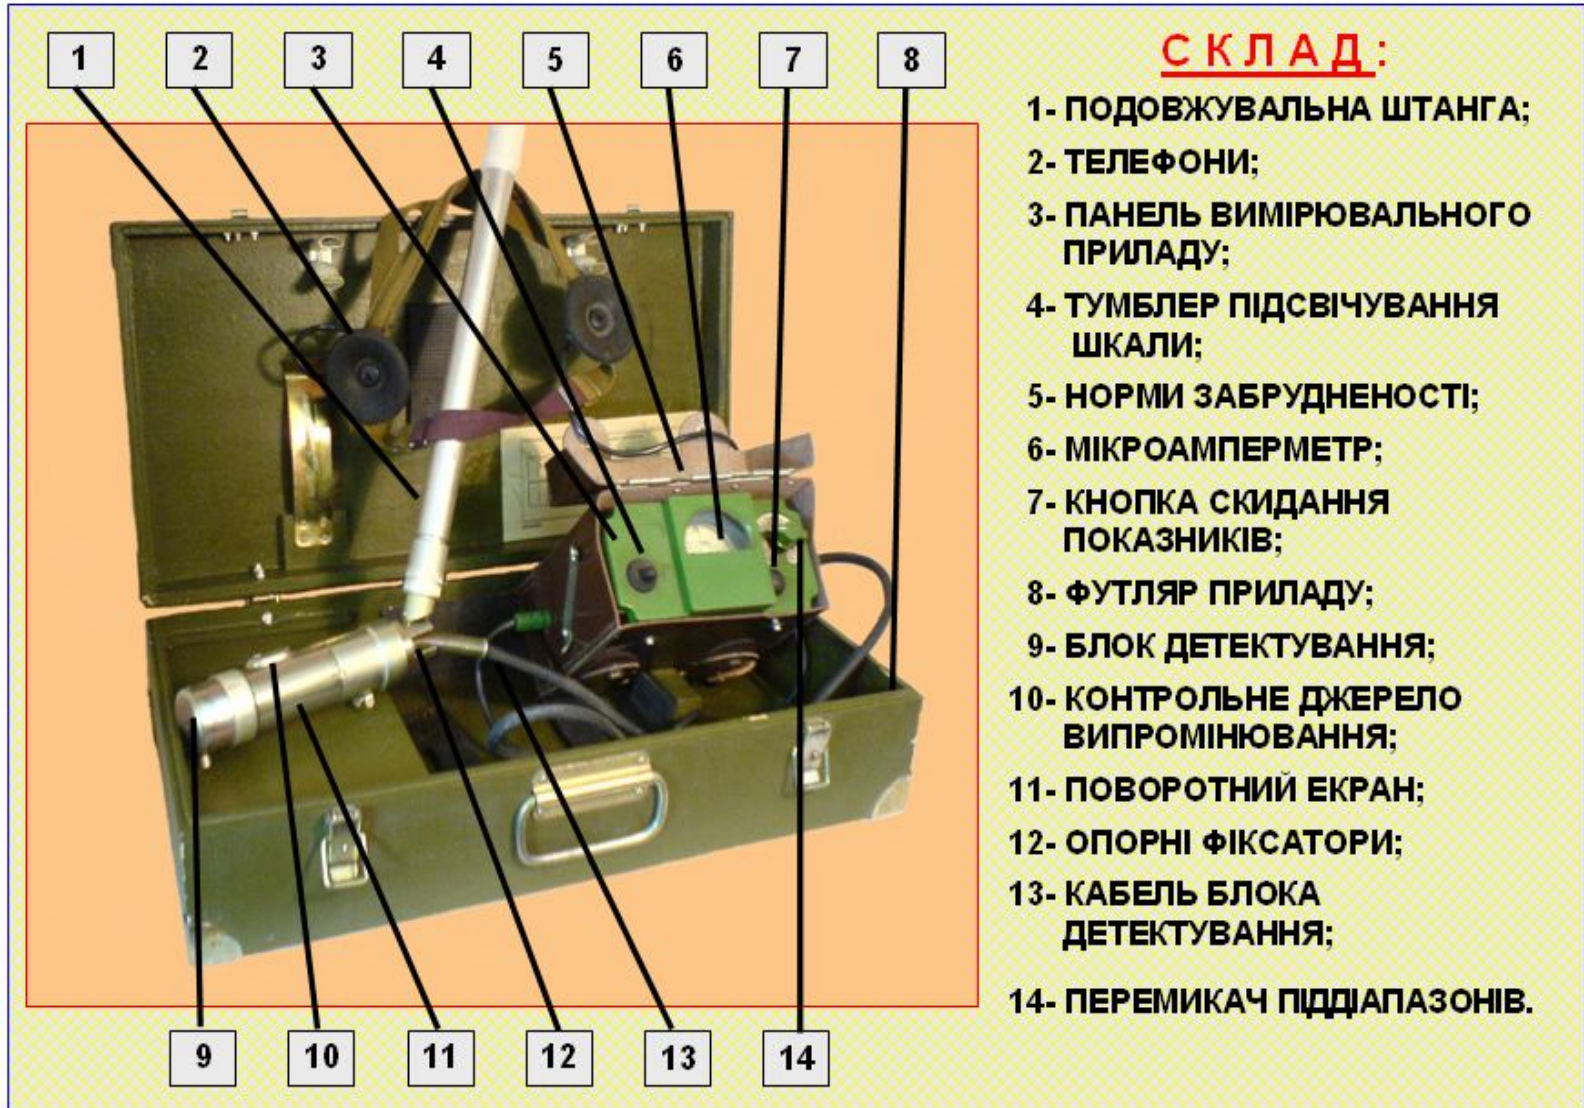 1
2
3
4
5
6
7
8
СКЛАД:
1- ПОДОВЖУВАЛЬНА ШТАНГА;
2- ТЕЛЕФОНИ;
3- ПАНЕЛЬ ВИМІРЮВАЛЬНОГО
ПРИЛАДУ;
4- ТУМБЛЕР ПІДСВІЧУВАННЯ
ШКАЛИ;
5- НОРМИ ЗАБРУДНЕНОСТІ;
6- МІКРОАМПЕРМЕТР;
7- КНОПКА СКИДАННЯ
ПОКАЗНИКІВ;
8- ФУТЛЯР ПРИЛАДУ;
9- БЛОК ДЕТЕКТУВАННЯ;
10- КОНТРОЛЬНЕ ДЖЕРЕЛО
ВИПРОМІНЮВАННЯ;
11- ПОВОРОТНИЙ ЕКРАН;
12- ОПОРНІ ФІКСАТОРИ;
13- КАБЕЛЬ БЛОКА
ДЕТЕКТУВАННЯ;
14- ПЕРЕМИКАЧ ПІДДІАПАЗОНІВ.
9
10
11
12
13
14